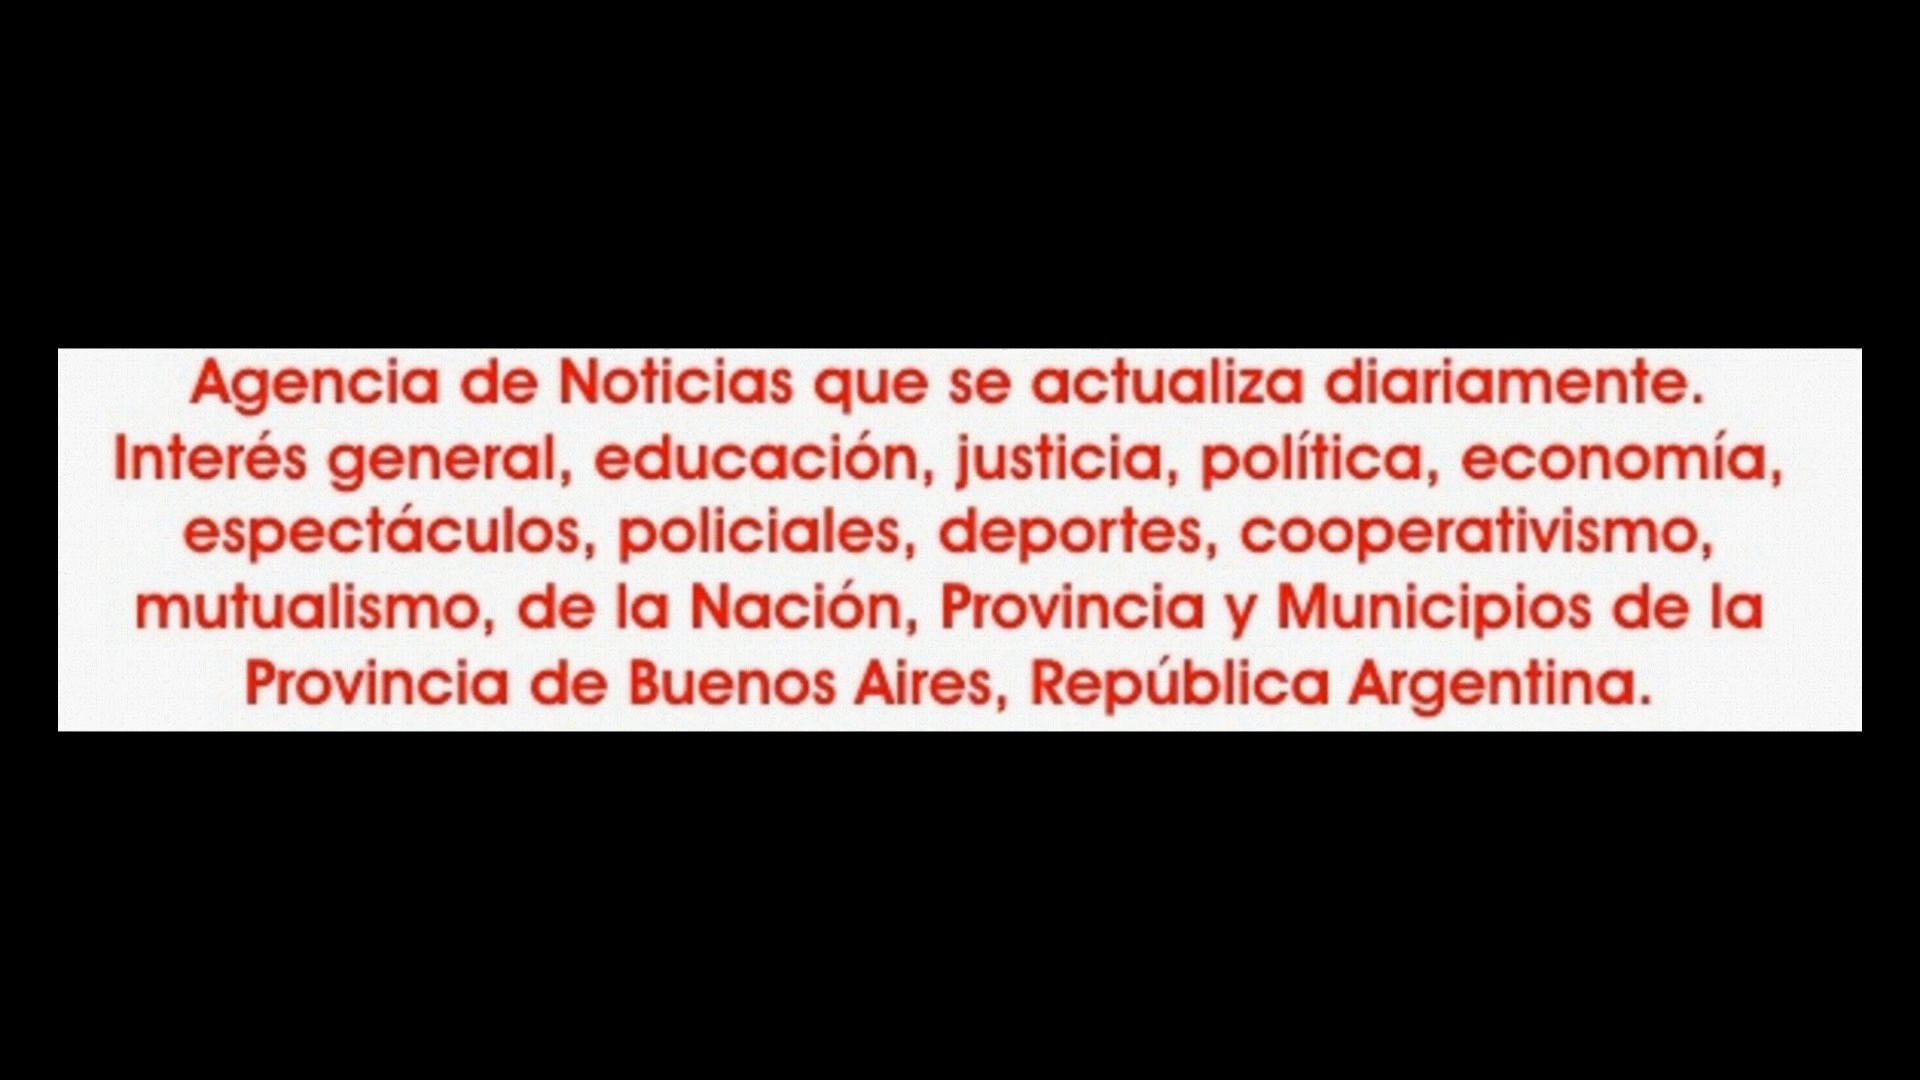 Agencia de Noticias que se actualiza diariamente.
Interés general, educación, justicia, política, economía,
espectáculos, policiales, deportes, cooperativismo,
mutualismo, de la Nación, Provincia y Municipios de la
Provincia de Buenos Aires, República Argentina.